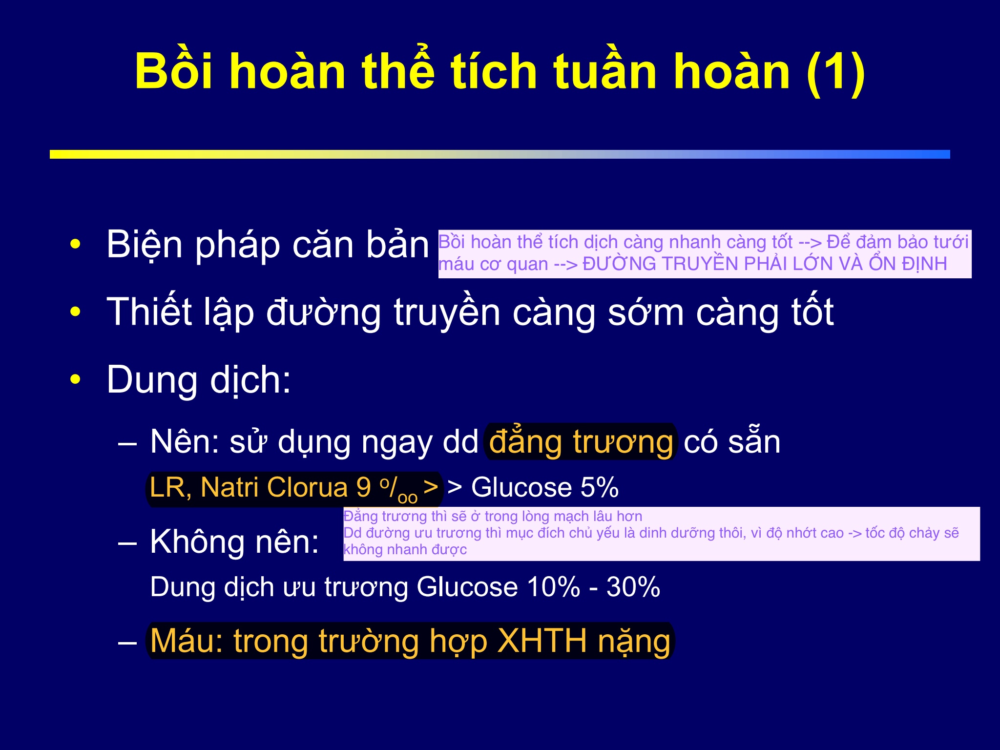 Bồi hoàn thể tích tuần hoàn (1)
• Biện pháp căn bản
Bồi hoàn thể tích dịch càng nhanh càng tốt --> Để đảm bảo tưới
máu cơ quan --> ĐƯỜNG TRUYỀN PHẢI LỚN VÀ ỔN ĐỊNH
• Thiết lập đường truyền càng sớm càng tốt
• Dung dịch:
– Nên: sử dụng ngay dd đẳng trương có sẵn
LR, Natri Clorua 9 o/oo > > Glucose 5%
Đẳng trương thì sẽ ở trong lòng mạch lâu hơn
Dd đường ưu trương thì mục đích chủ yếu là dinh dưỡng thôi, vì độ nhớt cao -> tốc độ chảy sẽ
không nhanh được
– Không nên:
Dung dịch ưu trương Glucose 10% - 30%
– Máu: trong trường hợp XHTH nặng